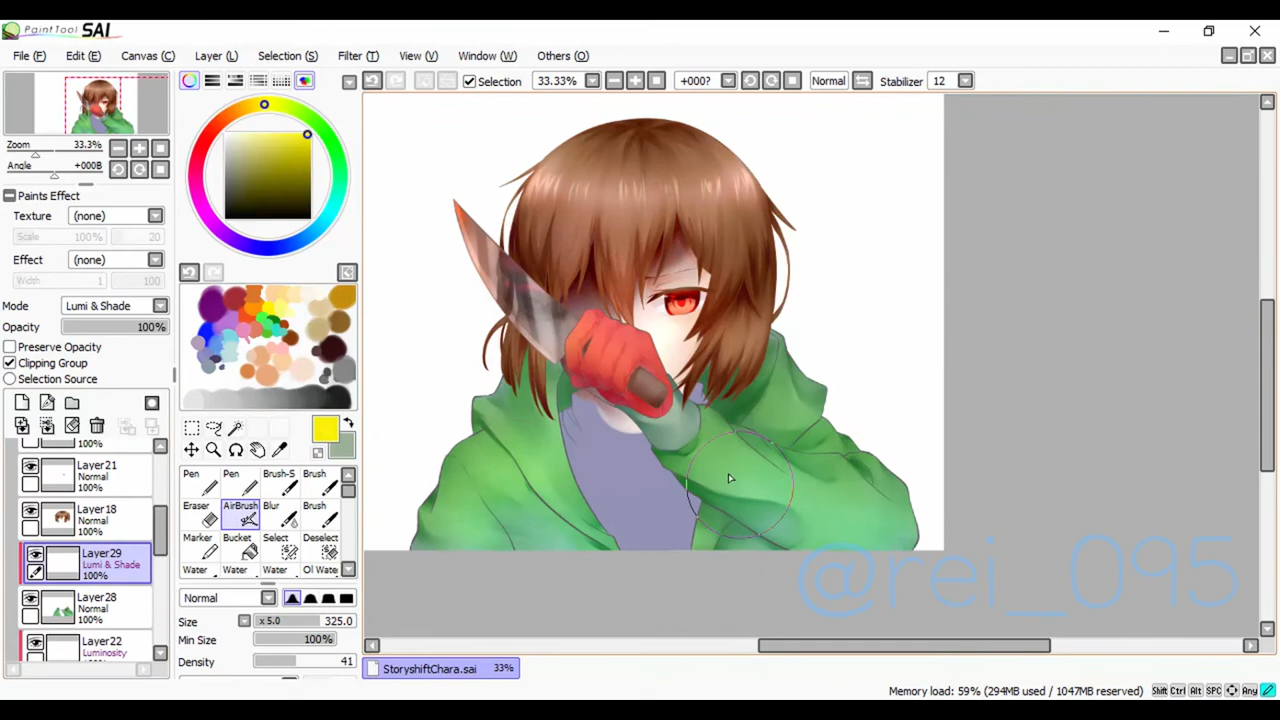 PaintTool SAI
File (F) Edit (E) Canvas (C) Layer (L) Selection (S) Filter (T) View (V) Window (W) Others (O)
Selection 33.33% +000? Normal Stabilizer 12
Zoom 33.3%
Angle +000B
Paints Effect
Texture (none)
Scale 100% 20
Effect (none)
Width 1 100
Mode Lumi & Shade
Opacity 100%
Preserve Opacity
Clipping Group
Selection Source
100%
Layer21
Normal
100%
Layer18
Normal
100%
Layer29
Lumi & Shade
100%
Layer28
Normal
100%
Layer22
Luminosity
Pen Pen Brush-S Brush
Eraser AirBrush Blur Brush
Marker Bucket Select Deselect
Water Water Water Ol Water
Normal
Size x 5.0 325.0
Min Size 100%
Density 41
@rei_095
StoryshiftChara.sai 33%
Memory load: 59% (294MB used / 1047MB reserved) Shift Ctrl Alt SPC Any